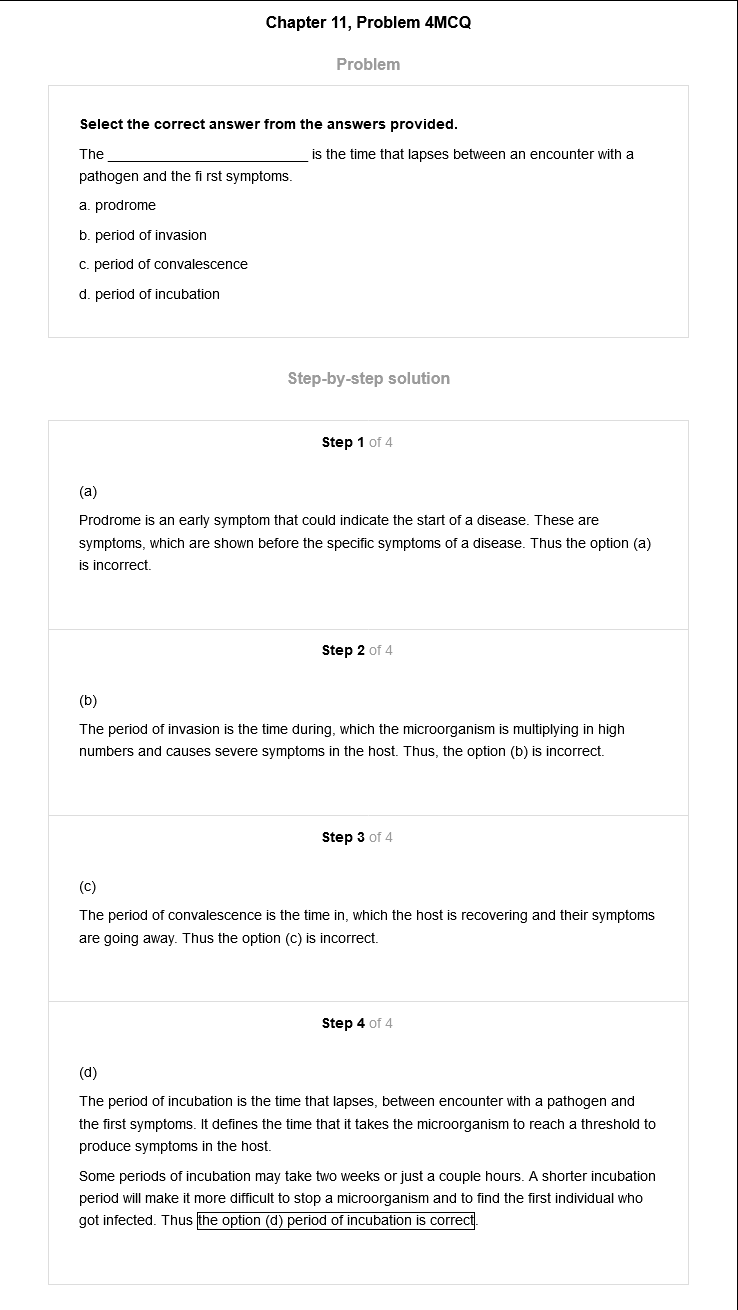 Chapter 11, Problem 4MCQ
Problem
Select the correct answer from the answers provided.
The _________________________ is the time that lapses between an encounter with a
pathogen and the fi rst symptoms.
a. prodrome
b. period of invasion
c. period of convalescence
d. period of incubation
Step-by-step solution
Step 1 of 4
(a)
Prodrome is an early symptom that could indicate the start of a disease. These are
symptoms, which are shown before the specific symptoms of a disease. Thus the option (a)
is incorrect.
Step 2 of 4
(b)
The period of invasion is the time during, which the microorganism is multiplying in high
numbers and causes severe symptoms in the host. Thus, the option (b) is incorrect.
Step 3 of 4
(c)
The period of convalescence is the time in, which the host is recovering and their symptoms
are going away. Thus the option (c) is incorrect.
Step 4 of 4
(d)
The period of incubation is the time that lapses, between encounter with a pathogen and
the first symptoms. It defines the time that it takes the microorganism to reach a threshold to
produce symptoms in the host.
Some periods of incubation may take two weeks or just a couple hours. A shorter incubation
period will make it more difficult to stop a microorganism and to find the first individual who
got infected. Thus the option (d) period of incubation is correct.